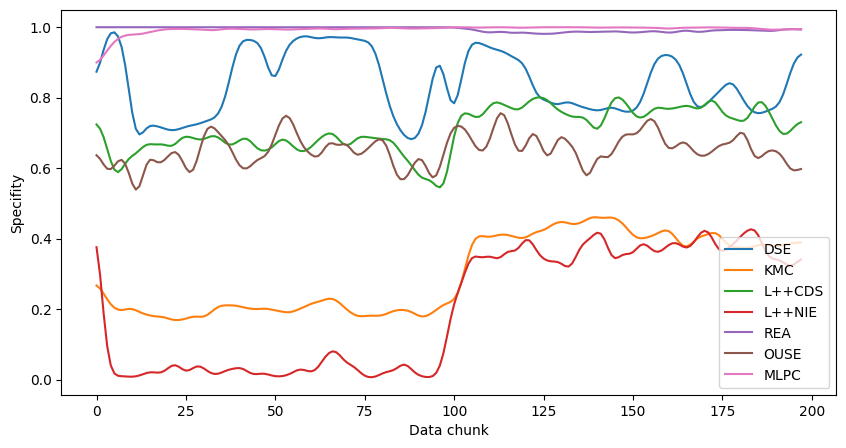 Specifity
1.0
0.8
0.6
0.4
0.2
0.0
0
25
50
75
100
125
150
175
200
Data chunk
DSE
KMC
L++CDS
L++NIE
REA
OUSE
MLPC